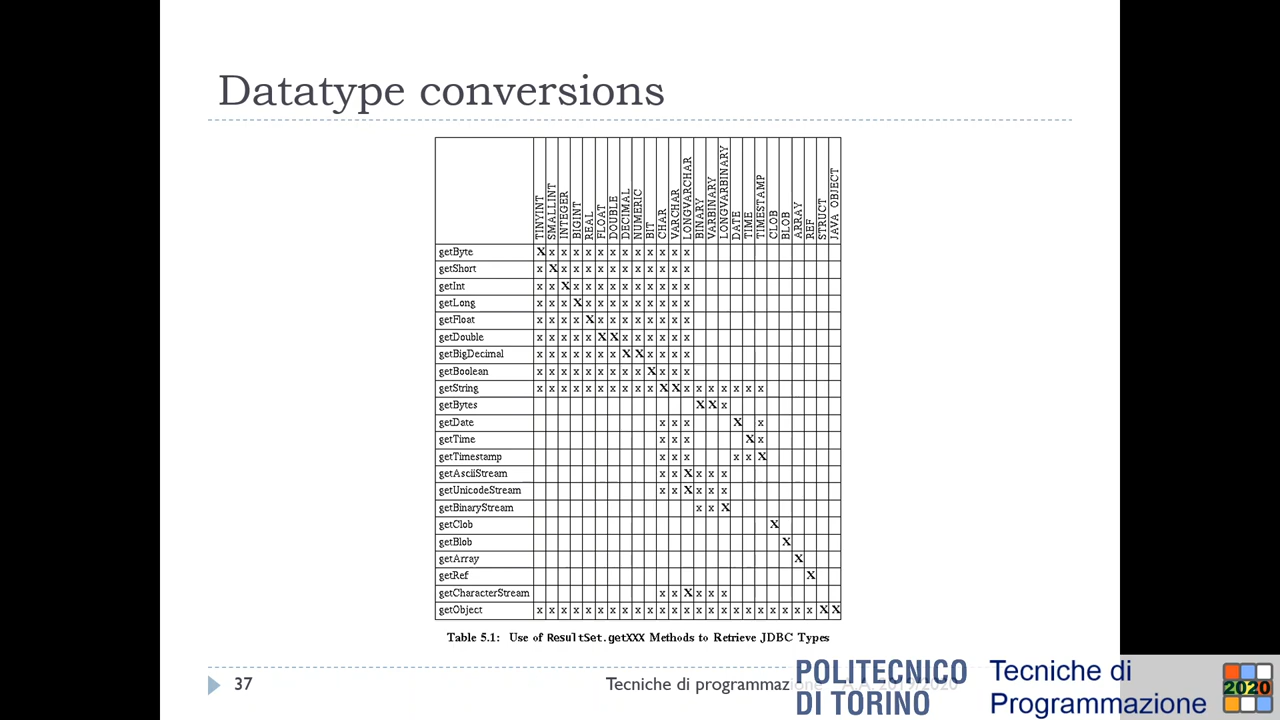 Datatype conversions
TINYINT SMALLINT INTEGER BIGINT REAL FLOAT DOUBLE DECIMAL NUMERIC BIT CHAR VARCHAR LONGVARCHAR BINARY VARBINARY LONGVARBINARY DATE TIME TIMESTAMP CLOB BLOB ARRAY REF STRUCT JAVA OBJECT
getByte X x x x x x x x x x x x x
getShort x X x x x x x x x x x x x
getInt x x X x x x x x x x x x x
getLong x x x X x x x x x x x x x
getFloat x x x x X x x x x x x x x
getDouble x x x x x X X x x x x x x
getBigDecimal x x x x x x x X X x x x x
getBoolean x x x x x x x x x X x x x
getString x x x x x x x x x x X X x x x x x x x
getBytes X X x
getDate x x x X x
getTime x x x X x
getTimestamp x x x x x X
getAsciiStream x x X x x x
getUnicodeStream x x X x x x
getBinaryStream x x X
getClob X
getBlob X
getArray X
getRef X
getCharacterStream x x X x x x
getObject x x x x x x x x x x x x x x x x x x x x x x x X X
Table 5.1: Use of ResultSet.getXXX Methods to Retrieve JDBC Types
37
Tecniche di programmazione A.A. 2019/2020
POLITECNICO
DI TORINO
Tecniche di
Programmazione
2020